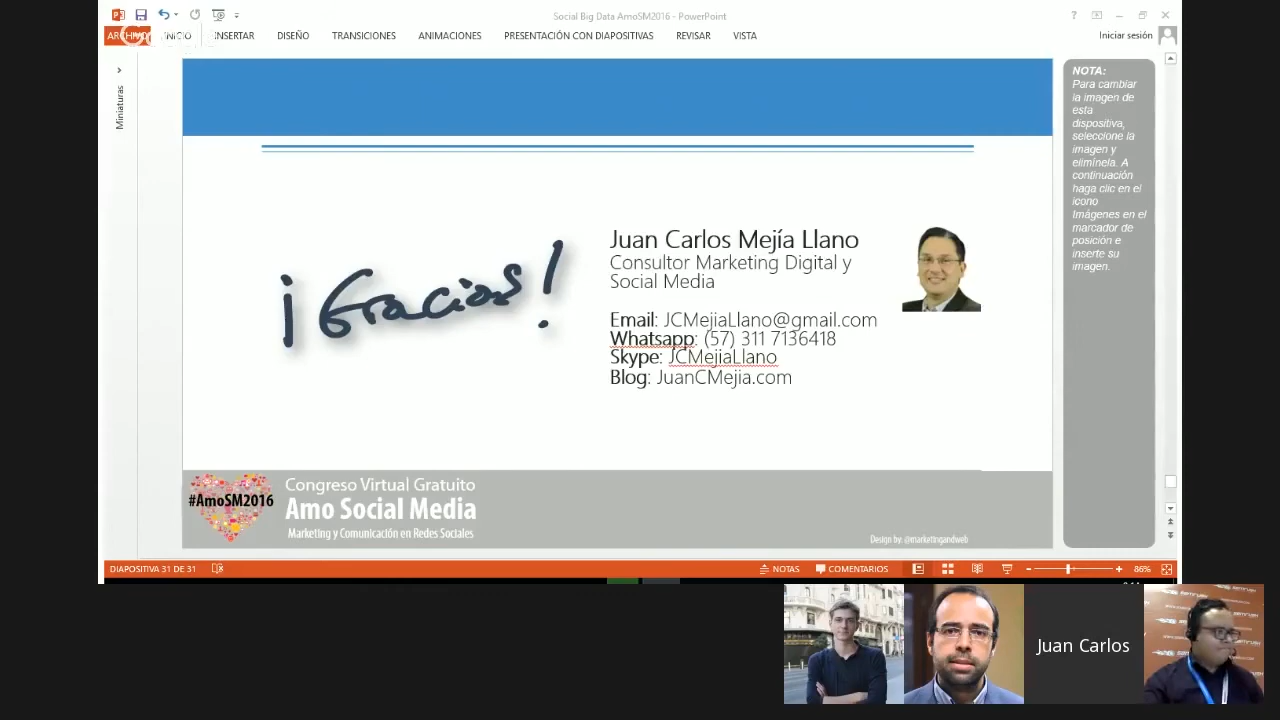 Social Big Data AmoSM2016 - PowerPoint
ARCHIVO INICIO INSERTAR DISEÑO TRANSICIONES ANIMACIONES PRESENTACIÓN CON DIAPOSITIVAS REVISAR VISTA
Iniciar sesión
Miniaturas
¡Gracias!
Juan Carlos Mejía Llano
Consultor Marketing Digital y
Social Media
Email: JCMejiaLlano@gmail.com
Whatsapp: (57) 311 7136418
Skype: JCMejiaLlano
Blog: JuanCMejia.com
NOTA:
Para cambiar
la imagen de
esta
dispositiva,
seleccione la
imagen y
elimínela. A
continuación
haga clic en el
icono
Imágenes en el
marcador de
posición e
inserte su
imagen.
#AmoSM2016
Congreso Virtual Gratuito
Amo Social Media
Marketing y Comunicación en Redes Sociales
Design by: @marketingandweb
DIAPOSITIVA 31 DE 31
NOTAS
COMENTARIOS
86%
Juan Carlos